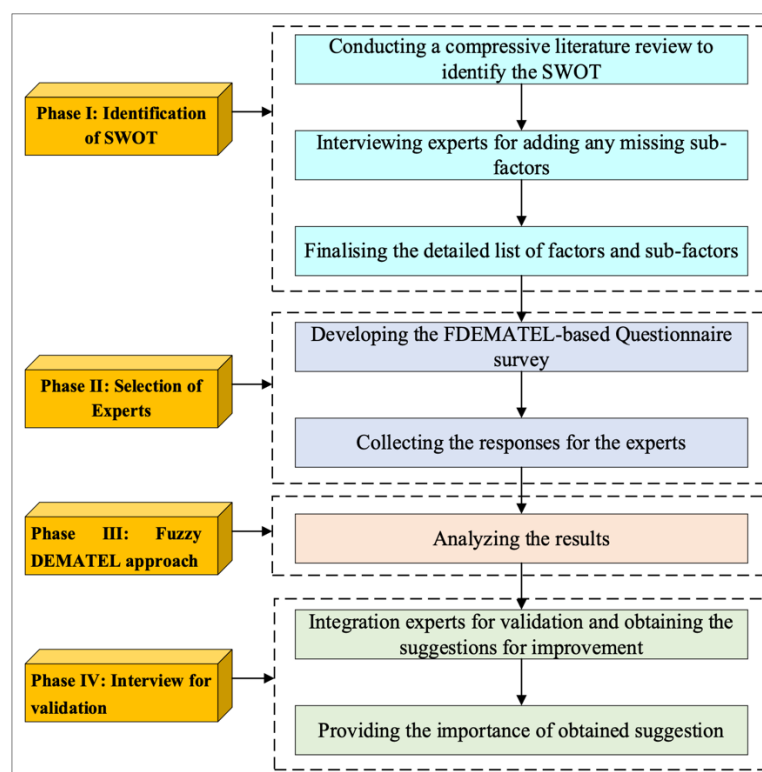 Phase I: Identification
of SWOT
Conducting a compressive literature review to
identify the SWOT
Interviewing experts for adding any missing sub-
factors
Finalising the detailed list of factors and sub-factors
Phase II: Selection of
Experts
Developing the FDEMATEL-based Questionnaire
survey
Collecting the responses for the experts
Phase III: Fuzzy
DEMATEL approach
Analyzing the results
Phase IV: Interview for
validation
Integration experts for validation and obtaining the
suggestions for improvement
Providing the importance of obtained suggestion